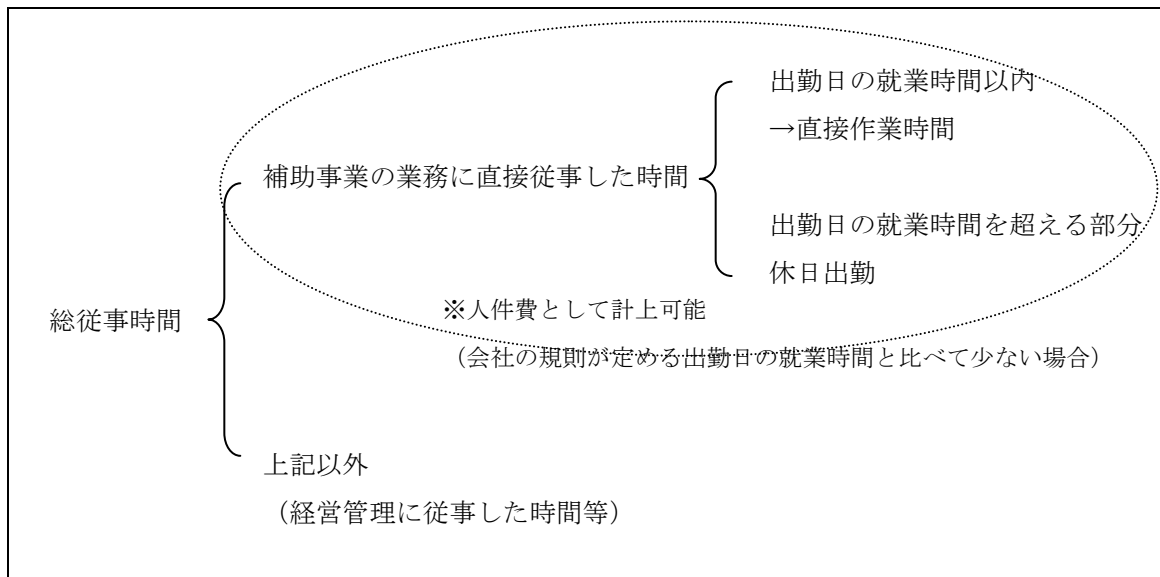 出勤日の就業時間以内
→直接作業時間
補助事業の業務に直接従事した時間
出勤日の就業時間を超える部分
休日出勤
※人件費として計上可能
総従事時間
（会社の規則が定める出勤日の就業時間と比べて少ない場合）
上記以外
（経営管理に従事した時間等）